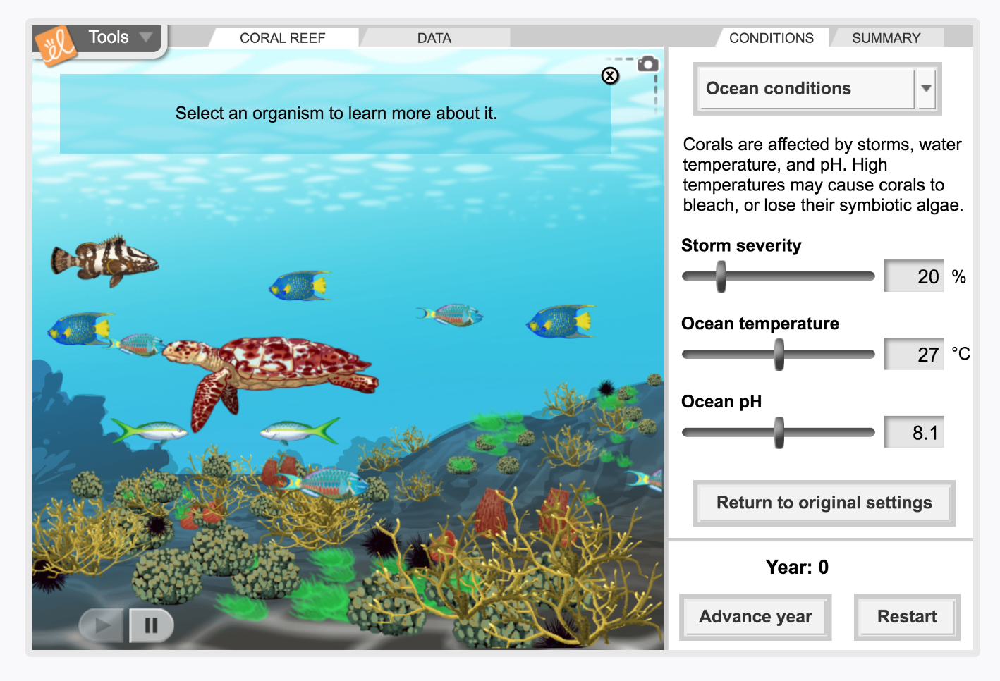 Tools
CORAL REEF
DATA
CONDITIONS
SUMMARY
Select an organism to learn more about it.
X
Ocean conditions
Corals are affected by storms, water
temperature, and pH. High
temperatures may cause corals to
bleach, or lose their symbiotic algae.
Storm severity
20 %
Ocean temperature
27 °C
Ocean pH
8.1
Return to original settings
Year: 0
Advance year
Restart